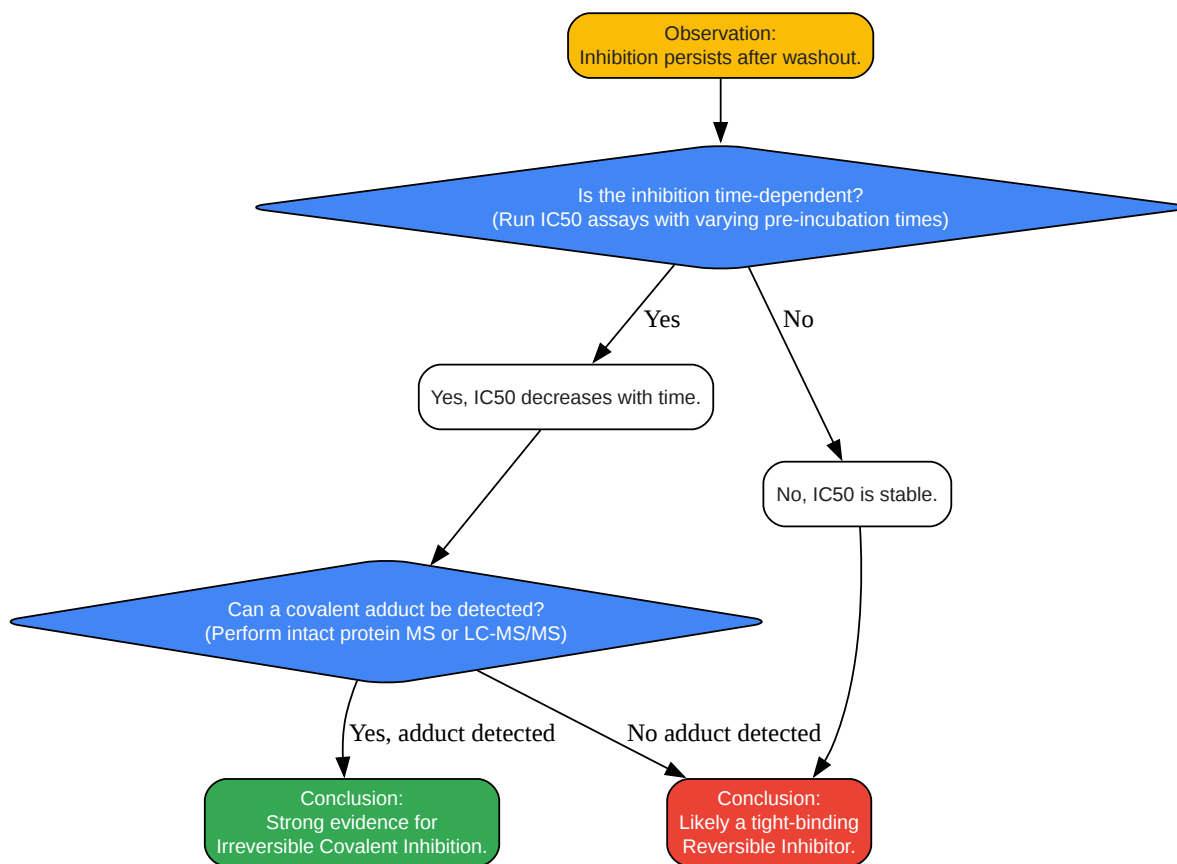 Observation:
Inhibition persists after washout.
Is the inhibition time-dependent?
(Run IC50 assays with varying pre-incubation times)
Yes
No
Yes, IC50 decreases with time.
No, IC50 is stable.
Can a covalent adduct be detected?
(Perform intact protein MS or LC-MS/MS)
Yes, adduct detected
No adduct detected
Conclusion:
Strong evidence for
Irreversible Covalent Inhibition.
Conclusion:
Likely a tight-binding
Reversible Inhibitor.